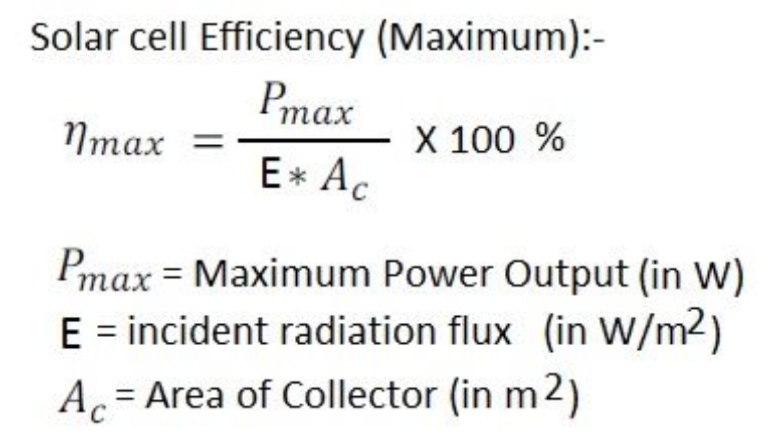 Solar cell Efficiency (Maximum):-
η_max = P_max / (E * A_c) X 100 %
P_max = Maximum Power Output (in W)
E = incident radiation flux (in W/m²)
A_c = Area of Collector (in m²)